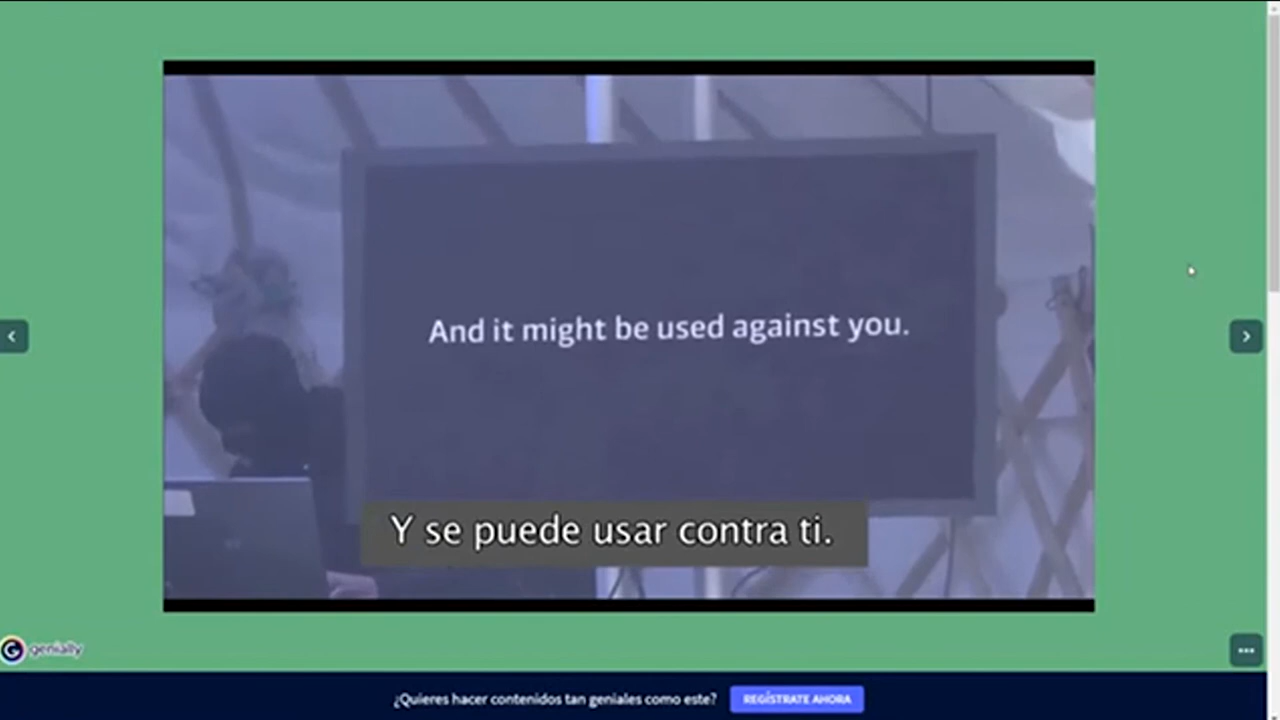 And it might be used against you.
Y se puede usar contra ti.
genially
¿Quieres hacer contenidos tan geniales como este?
REGÍSTRATE AHORA